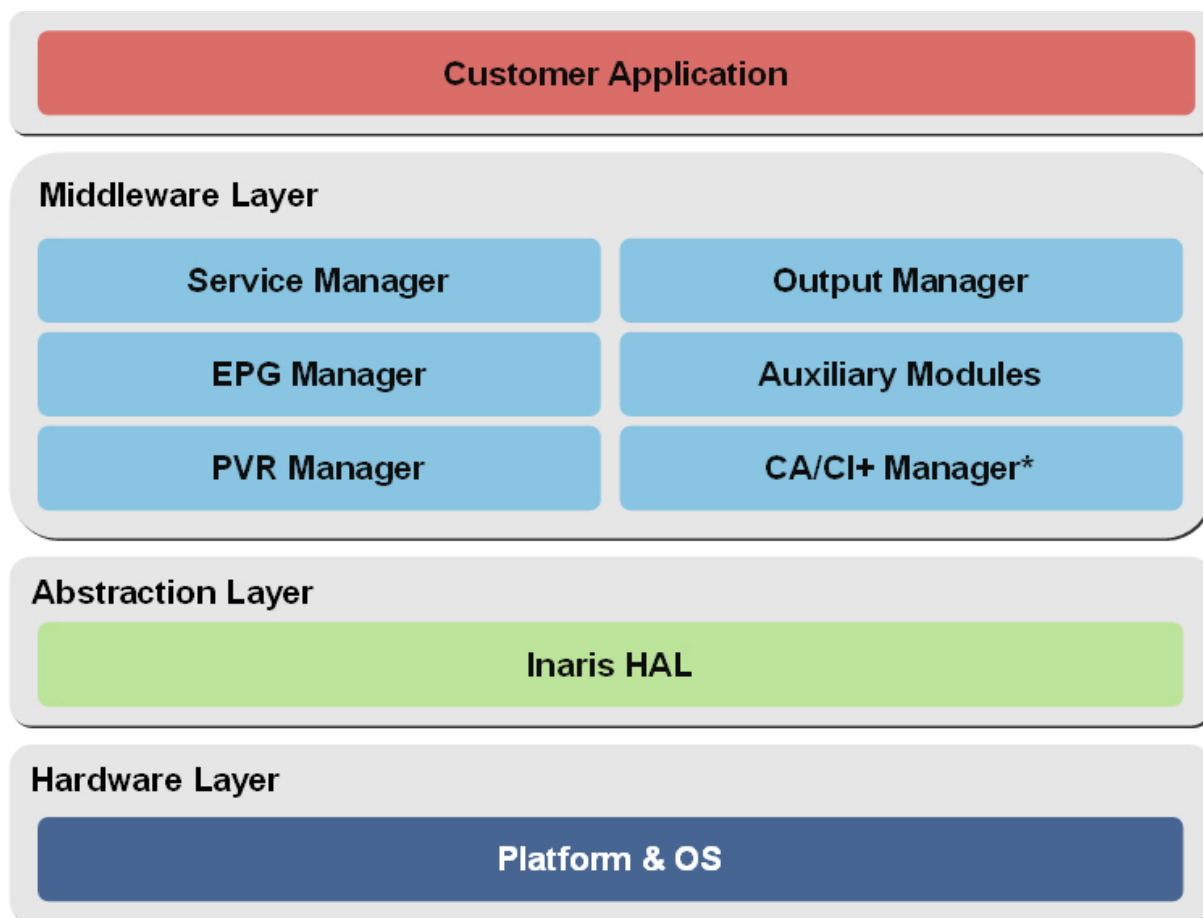 Customer Application
Middleware Layer
Service Manager
Output Manager
EPG Manager
Auxiliary Modules
PVR Manager
CA/CI+ Manager*
Abstraction Layer
Inaris HAL
Hardware Layer
Platform & OS